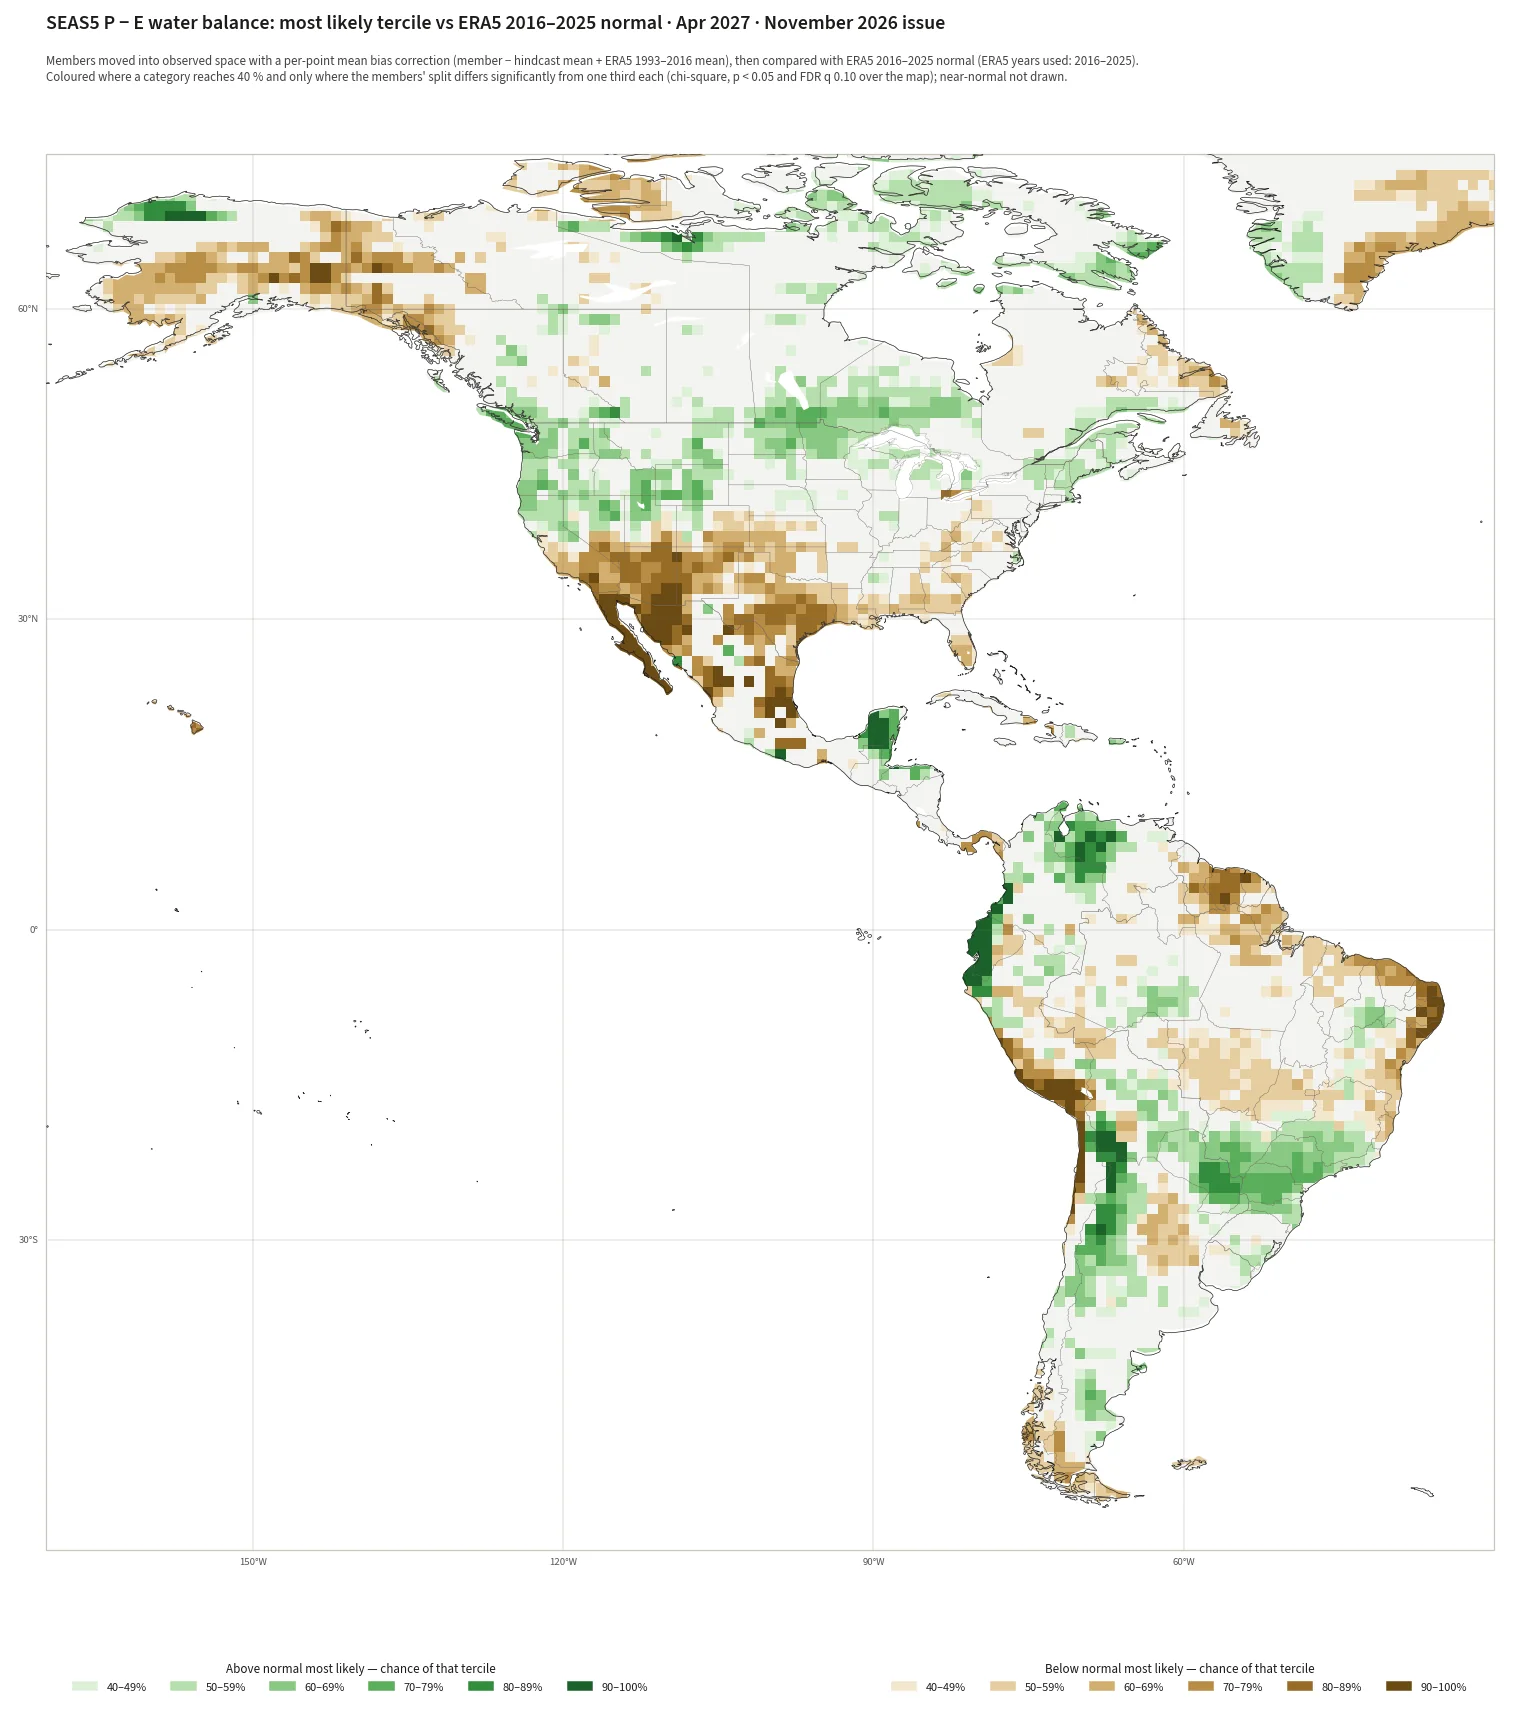 SEAS5 P − E water balance: most likely tercile vs ERA5 2016–2025 normal · Apr 2027 · November 2026 issue
Members moved into observed space with a per-point mean bias correction (member − hindcast mean + ERA5 1993–2016 mean), then compared with ERA5 2016–2025 normal (ERA5 years used: 2016–2025).
Coloured where a category reaches 40 % and only where the members' split differs significantly from one third each (chi-square, p < 0.05 and FDR q 0.10 over the map); near-normal not drawn.
60°N
30°N
0°
30°S
150°W 120°W 90°W 60°W
Above normal most likely — chance of that tercile
40–49% 50–59% 60–69% 70–79% 80–89% 90–100%
Below normal most likely — chance of that tercile
40–49% 50–59% 60–69% 70–79% 80–89% 90–100%